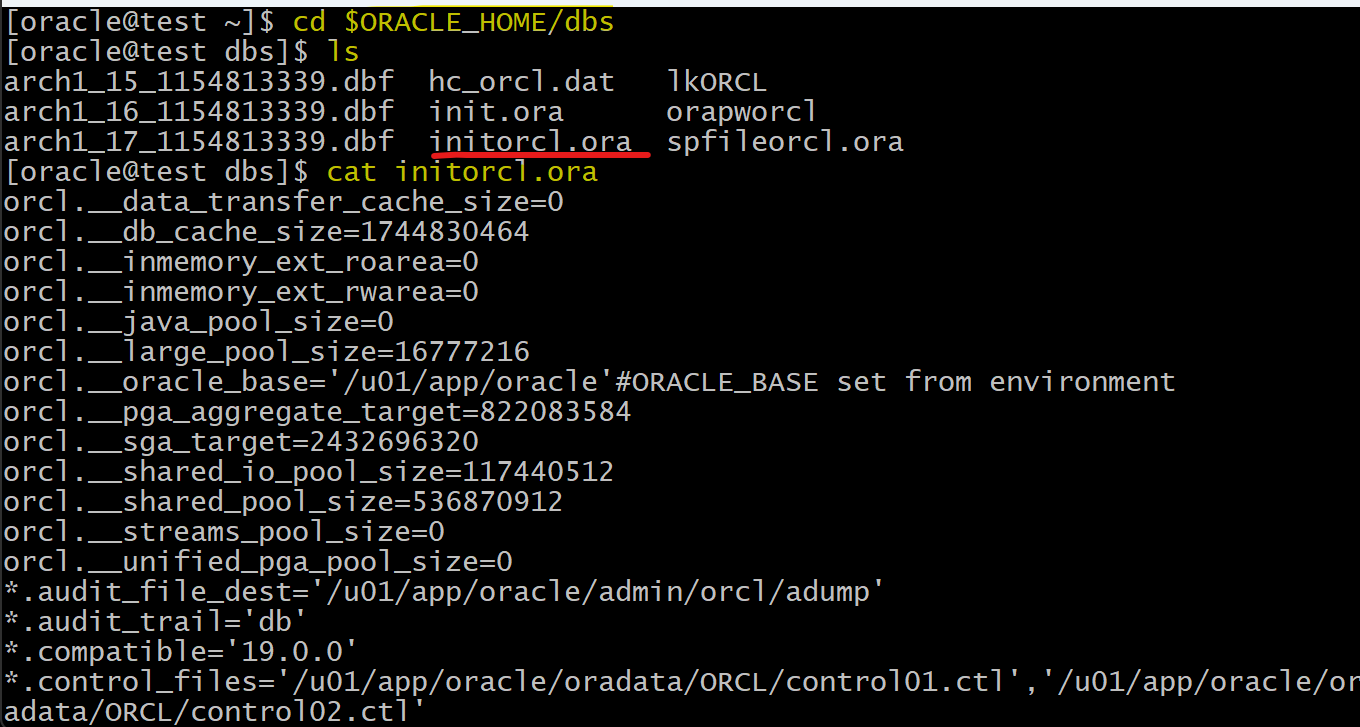 [oracle@test ~]$ cd $ORACLE_HOME/dbs
[oracle@test dbs]$ ls
arch1_15_1154813339.dbf  hc_orcl.dat   lkORCL
arch1_16_1154813339.dbf  init.ora      orapworcl
arch1_17_1154813339.dbf  initorcl.ora  spfileorcl.ora
[oracle@test dbs]$ cat initorcl.ora
orcl.__data_transfer_cache_size=0
orcl.__db_cache_size=1744830464
orcl.__inmemory_ext_roarea=0
orcl.__inmemory_ext_rwarea=0
orcl.__java_pool_size=0
orcl.__large_pool_size=16777216
orcl.__oracle_base='/u01/app/oracle'#ORACLE_BASE set from environment
orcl.__pga_aggregate_target=822083584
orcl.__sga_target=2432696320
orcl.__shared_io_pool_size=117440512
orcl.__shared_pool_size=536870912
orcl.__streams_pool_size=0
orcl.__unified_pga_pool_size=0
*.audit_file_dest='/u01/app/oracle/admin/orcl/adump'
*.audit_trail='db'
*.compatible='19.0.0'
*.control_files='/u01/app/oracle/oradata/ORCL/control01.ctl','/u01/app/oracle/or
adata/ORCL/control02.ctl'